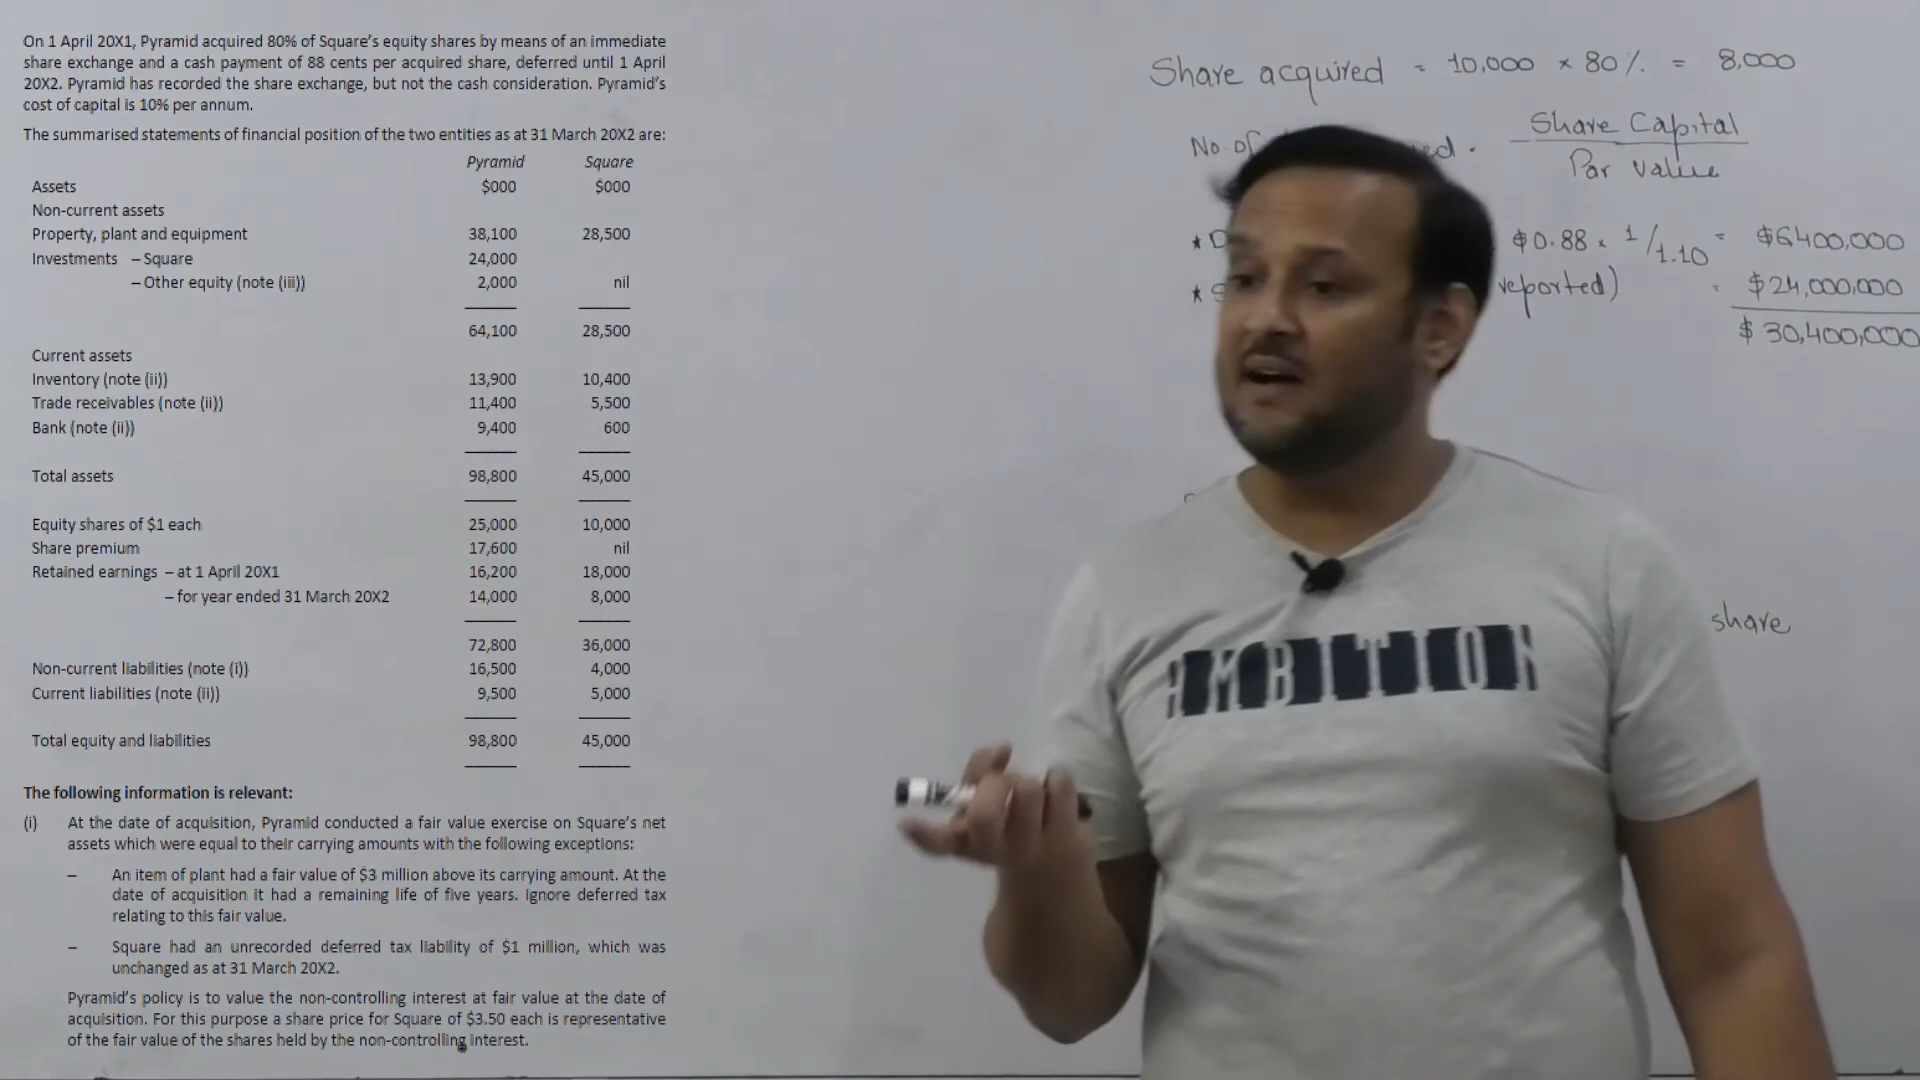 On 1 April 20X1, Pyramid acquired 80% of Square's equity shares by means of an immediate
share exchange and a cash payment of 88 cents per acquired share, deferred until 1 April
20X2. Pyramid has recorded the share exchange, but not the cash consideration. Pyramid's
cost of capital is 10% per annum.
The summarised statements of financial position of the two entities as at 31 March 20X2 are:
Pyramid Square
Assets $000 $000
Non-current assets
Property, plant and equipment 38,100 28,500
Investments – Square 24,000
– Other equity (note (iii)) 2,000 nil
64,100 28,500
Current assets
Inventory (note (ii)) 13,900 10,400
Trade receivables (note (ii)) 11,400 5,500
Bank (note (ii)) 9,400 600
Total assets 98,800 45,000
Equity shares of $1 each 25,000 10,000
Share premium 17,600 nil
Retained earnings – at 1 April 20X1 16,200 18,000
– for year ended 31 March 20X2 14,000 8,000
72,800 36,000
Non-current liabilities (note (i)) 16,500 4,000
Current liabilities (note (ii)) 9,500 5,000
Total equity and liabilities 98,800 45,000
The following information is relevant:
(i) At the date of acquisition, Pyramid conducted a fair value exercise on Square's net
assets which were equal to their carrying amounts with the following exceptions:
– An item of plant had a fair value of $3 million above its carrying amount. At the
date of acquisition it had a remaining life of five years. Ignore deferred tax
relating to this fair value.
– Square had an unrecorded deferred tax liability of $1 million, which was
unchanged as at 31 March 20X2.
Pyramid's policy is to value the non-controlling interest at fair value at the date of
acquisition. For this purpose a share price for Square of $3.50 each is representative
of the fair value of the shares held by the non-controlling interest.
Share acquired = 10,000 × 80% = 8,000
No. of Share Capital
Par value
$0.88 × 1/1.10 = $6400,000
reported) = $24,000,000
$30,400,000
share
AMBITION